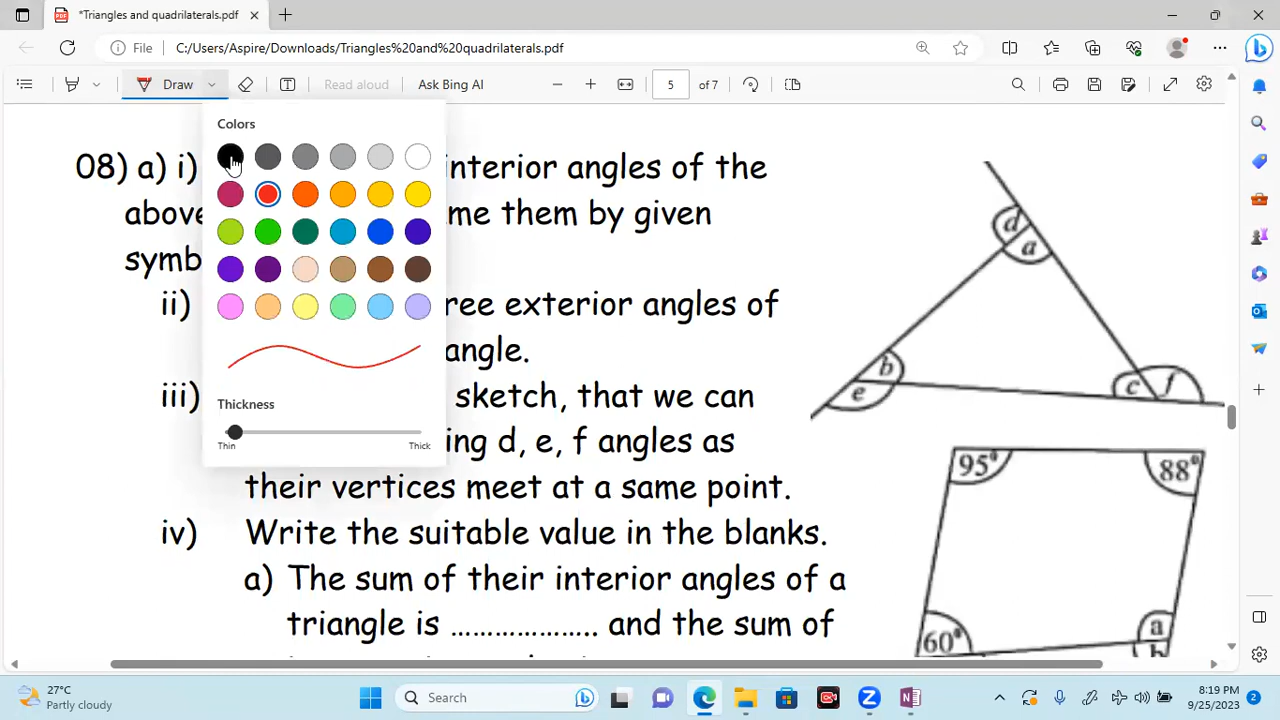 *Triangles and quadrilaterals.pdf
File
C:/Users/Aspire/Downloads/Triangles%20and%20quadrilaterals.pdf
Draw
Read aloud
Ask Bing AI
5
of 7
Colors
Thickness
Thin
Thick
08) a) i) interior angles of the
above me them by given
symb
ii) ree exterior angles of
angle.
iii) sketch, that we can
ing d, e, f angles as
their vertices meet at a same point.
iv) Write the suitable value in the blanks.
a) The sum of their interior angles of a
triangle is ……………….. and the sum of
d
a
b
e
c
f
95°
88°
60°
a
b
27°C
Partly cloudy
Search
8:19 PM
9/25/2023
2